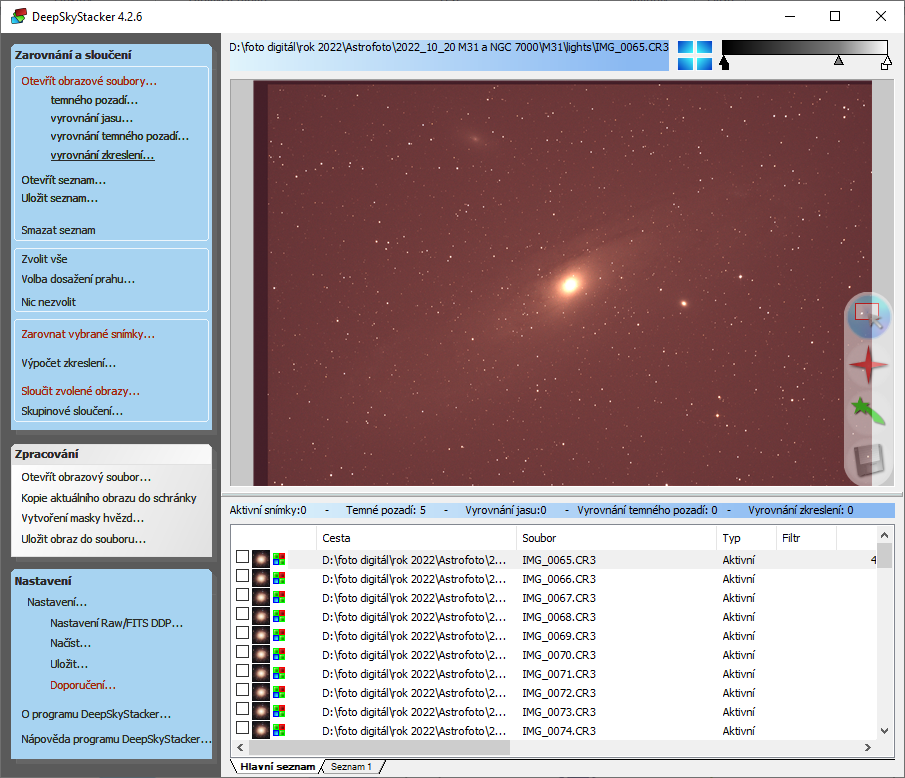 DeepSkyStacker 4.2.6
Zarovnání a sloučení
Otevřít obrazové soubory...
temného pozadí...
vyrovnání jasu...
vyrovnání temného pozadí...
vyrovnání zkreslení...
Otevřít seznam...
Uložit seznam...
Smazat seznam
Zvolit vše
Volba dosažení prahu...
Nic nezvolit
Zarovnat vybrané snímky...
Výpočet zkreslení...
Sloučit zvolené obrazy...
Skupinové sloučení...
Zpracování
Otevřít obrazový soubor...
Kopie aktuálního obrazu do schránky
Vytvoření masky hvězd...
Uložit obraz do souboru...
Nastavení
Nastavení...
Nastavení Raw/FITS DDP...
Načíst...
Uložit...
Doporučení...
O programu DeepSkyStacker...
Nápověda programu DeepSkyStacker...
D:\foto digitál\rok 2022\Astrofoto\2022_10_20 M31 a NGC 7000\M31\lights\IMG_0065.CR3
Aktivní snímky:0 - Temné pozadí: 5 - Vyrovnání jasu:0 - Vyrovnání temného pozadí: 0 - Vyrovnání zkreslení: 0
Cesta Soubor Typ Filtr
D:\foto digitál\rok 2022\Astrofoto\2... IMG_0065.CR3 Aktivní 4
D:\foto digitál\rok 2022\Astrofoto\2... IMG_0066.CR3 Aktivní
D:\foto digitál\rok 2022\Astrofoto\2... IMG_0067.CR3 Aktivní
D:\foto digitál\rok 2022\Astrofoto\2... IMG_0068.CR3 Aktivní
D:\foto digitál\rok 2022\Astrofoto\2... IMG_0069.CR3 Aktivní
D:\foto digitál\rok 2022\Astrofoto\2... IMG_0070.CR3 Aktivní
D:\foto digitál\rok 2022\Astrofoto\2... IMG_0071.CR3 Aktivní
D:\foto digitál\rok 2022\Astrofoto\2... IMG_0072.CR3 Aktivní
D:\foto digitál\rok 2022\Astrofoto\2... IMG_0073.CR3 Aktivní
D:\foto digitál\rok 2022\Astrofoto\2... IMG_0074.CR3 Aktivní
Hlavní seznam Seznam 1